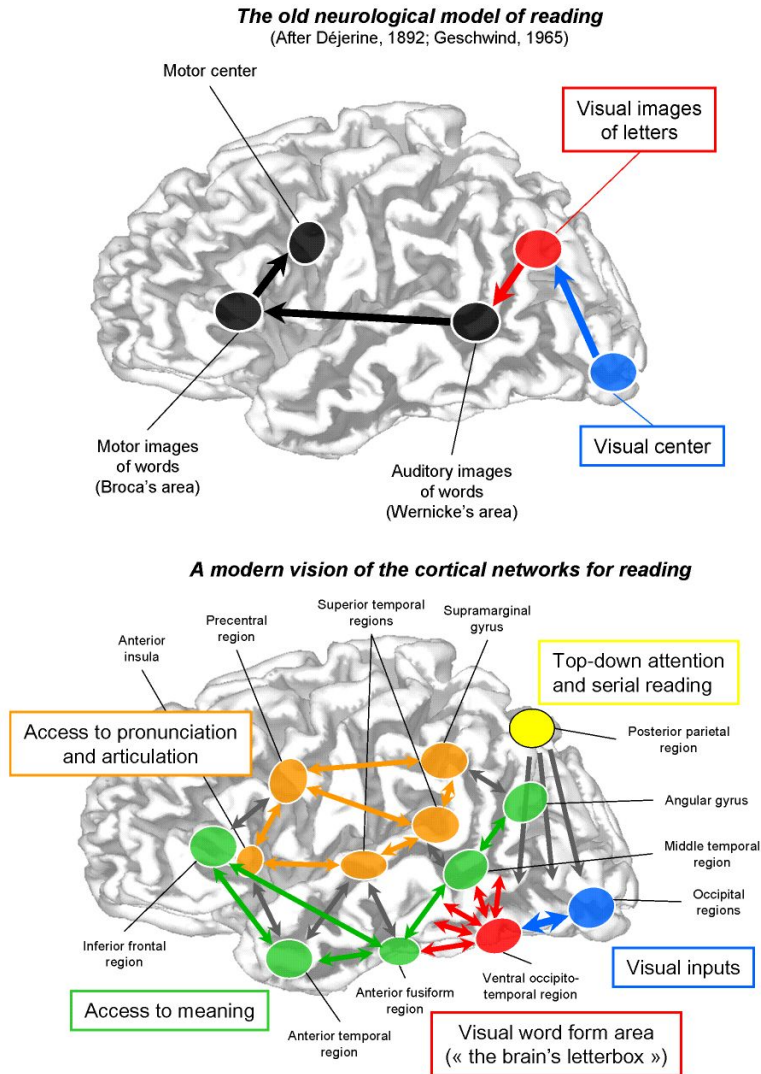 The old neurological model of reading
(After Déjerine, 1892; Geschwind, 1965)
Motor center
Visual images
of letters
Motor images
of words
(Broca's area)
Auditory images
of words
(Wernicke's area)
Visual center
A modern vision of the cortical networks for reading
Anterior
insula
Precentral
region
Superior temporal
regions
Supramarginal
gyrus
Top-down attention
and serial reading
Access to pronunciation
and articulation
Posterior parietal
region
Angular gyrus
Middle temporal
region
Occipital
regions
Inferior frontal
region
Visual inputs
Access to meaning
Anterior temporal
region
Anterior fusiform
region
Ventral occipito-
temporal region
Visual word form area
(« the brain's letterbox »)